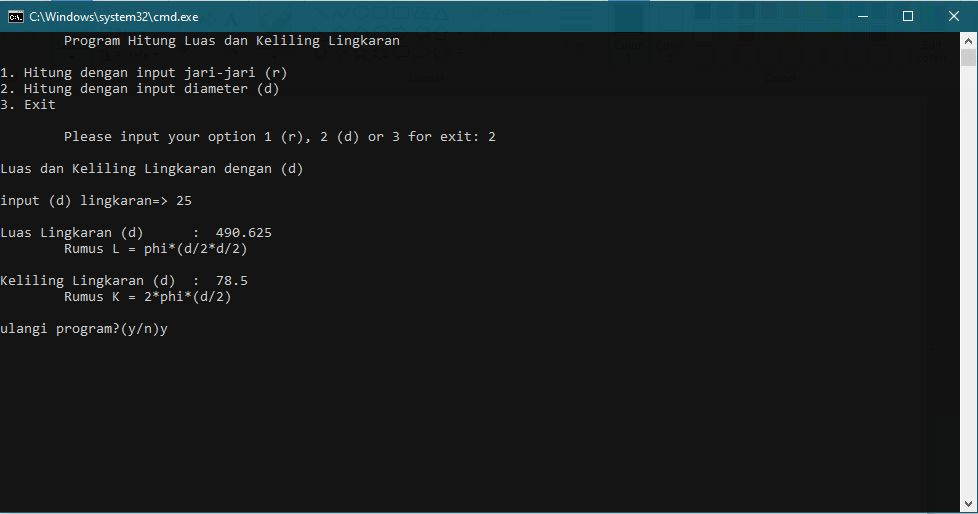 C:\Windows\system32\cmd.exe
Program Hitung Luas dan Keliling Lingkaran
1. Hitung dengan input jari-jari (r)
2. Hitung dengan input diameter (d)
3. Exit
Please input your option 1 (r), 2 (d) or 3 for exit: 2
Luas dan Keliling Lingkaran dengan (d)
input (d) lingkaran=> 25
Luas Lingkaran (d)      :  490.625
Rumus L = phi*(d/2*d/2)
Keliling Lingkaran (d)  :  78.5
Rumus K = 2*phi*(d/2)
ulangi program?(y/n)y